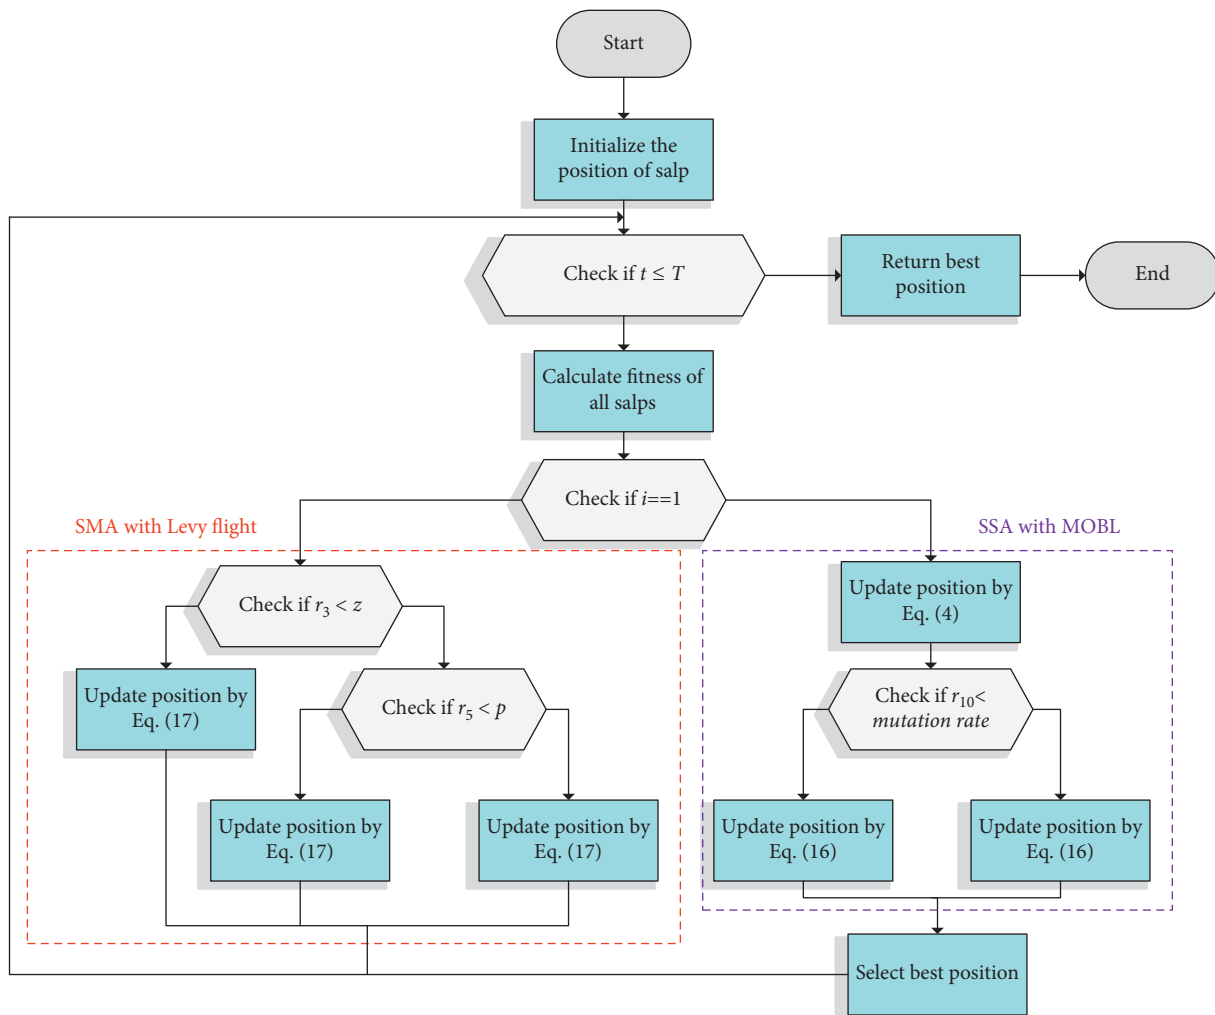 Start
Initialize the
position of salp
Check if t ≤ T
Return best
position
End
Calculate fitness of
all salps
Check if i==1
SMA with Levy flight
SSA with MOBL
Check if r₃ < z
Update position by
Eq. (17)
Check if r₅ < p
Update position by
Eq. (17)
Update position by
Eq. (17)
Update position by
Eq. (4)
Check if r₁₀<
mutation rate
Update position by
Eq. (16)
Update position by
Eq. (16)
Select best position